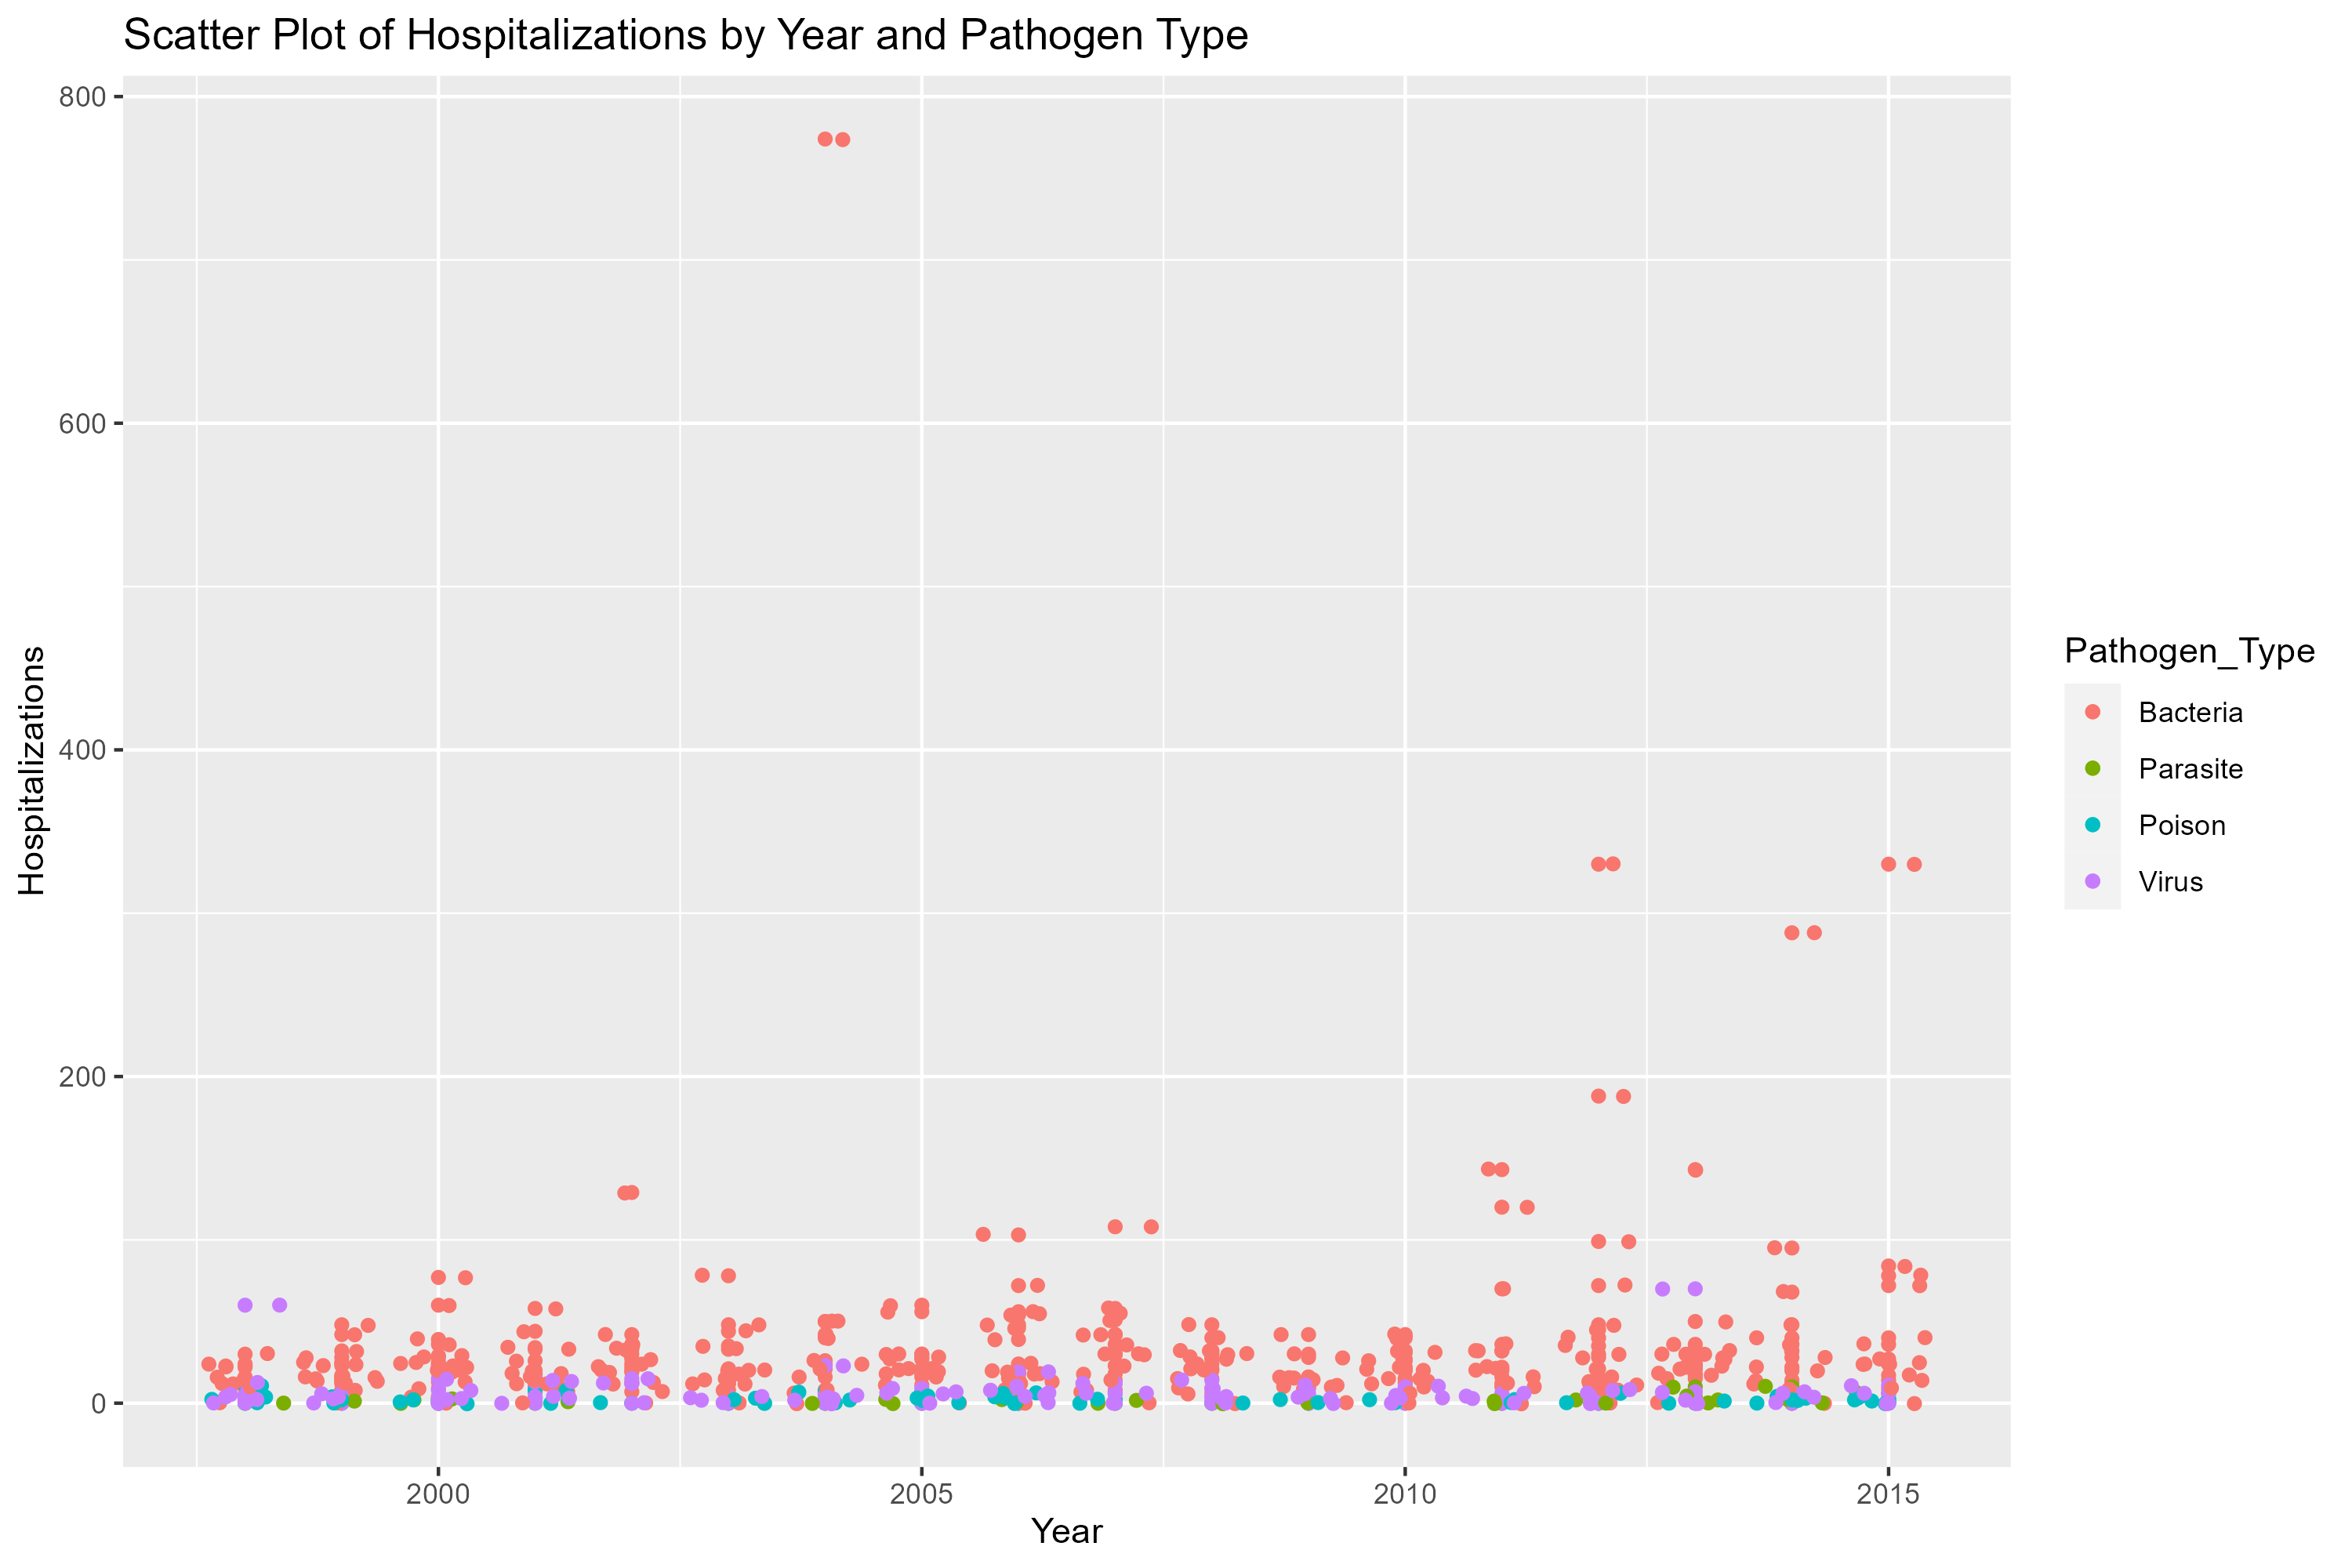 Scatter Plot of Hospitalizations by Year and Pathogen Type
800
600
400
200
0
Hospitalizations
2000 2005 2010 2015
Year
Pathogen_Type
Bacteria
Parasite
Poison
Virus